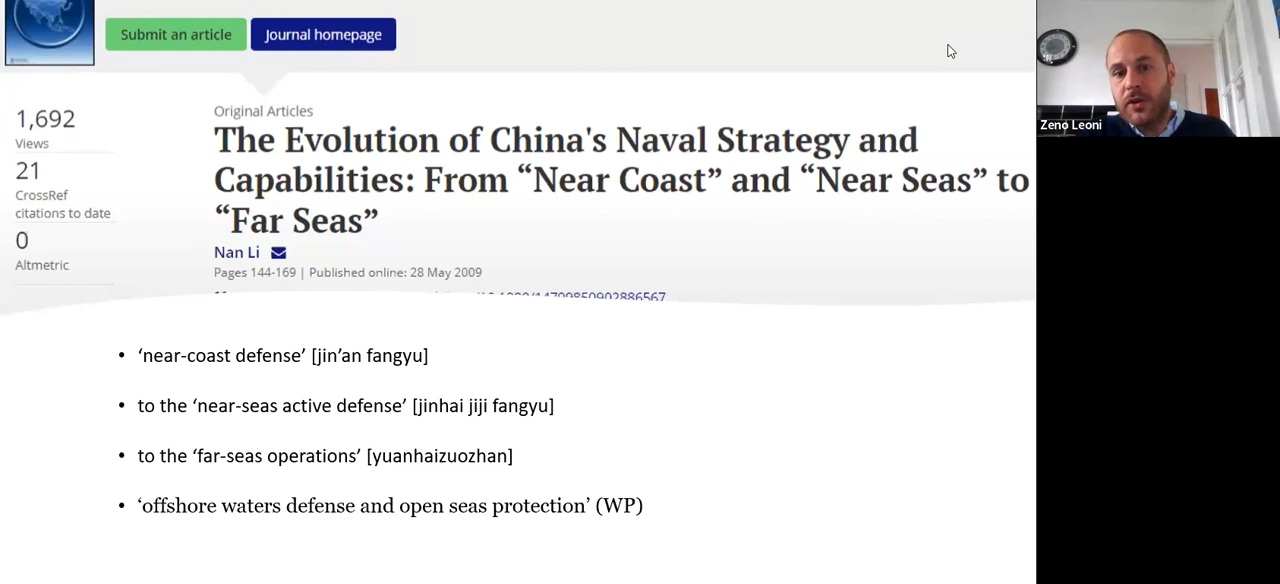 Submit an article
Journal homepage
Zeno Leoni
1,692
Views
21
CrossRef
citations to date
0
Altmetric
Original Articles
The Evolution of China's Naval Strategy and
Capabilities: From “Near Coast” and “Near Seas” to
“Far Seas”
Nan Li
Pages 144-169 | Published online: 28 May 2009
• ‘near-coast defense’ [jin’an fangyu]
• to the ‘near-seas active defense’ [jinhai jiji fangyu]
• to the ‘far-seas operations’ [yuanhaizuozhan]
• ‘offshore waters defense and open seas protection’ (WP)